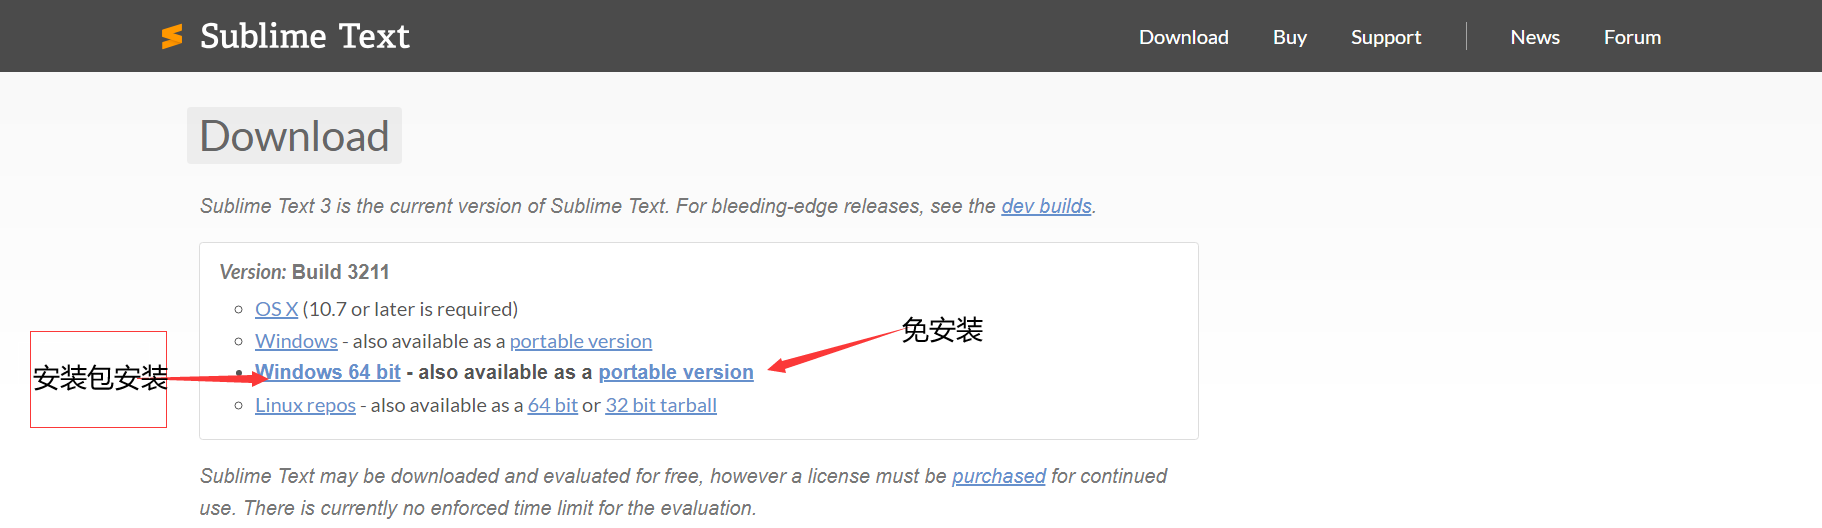 Sublime Text
Download Buy Support News Forum
Download
Sublime Text 3 is the current version of Sublime Text. For bleeding-edge releases, see the dev builds.
Version: Build 3211
OS X (10.7 or later is required)
Windows - also available as a portable version
免安装
安装包安装
Windows 64 bit - also available as a portable version
Linux repos - also available as a 64 bit or 32 bit tarball
Sublime Text may be downloaded and evaluated for free, however a license must be purchased for continued
use. There is currently no enforced time limit for the evaluation.